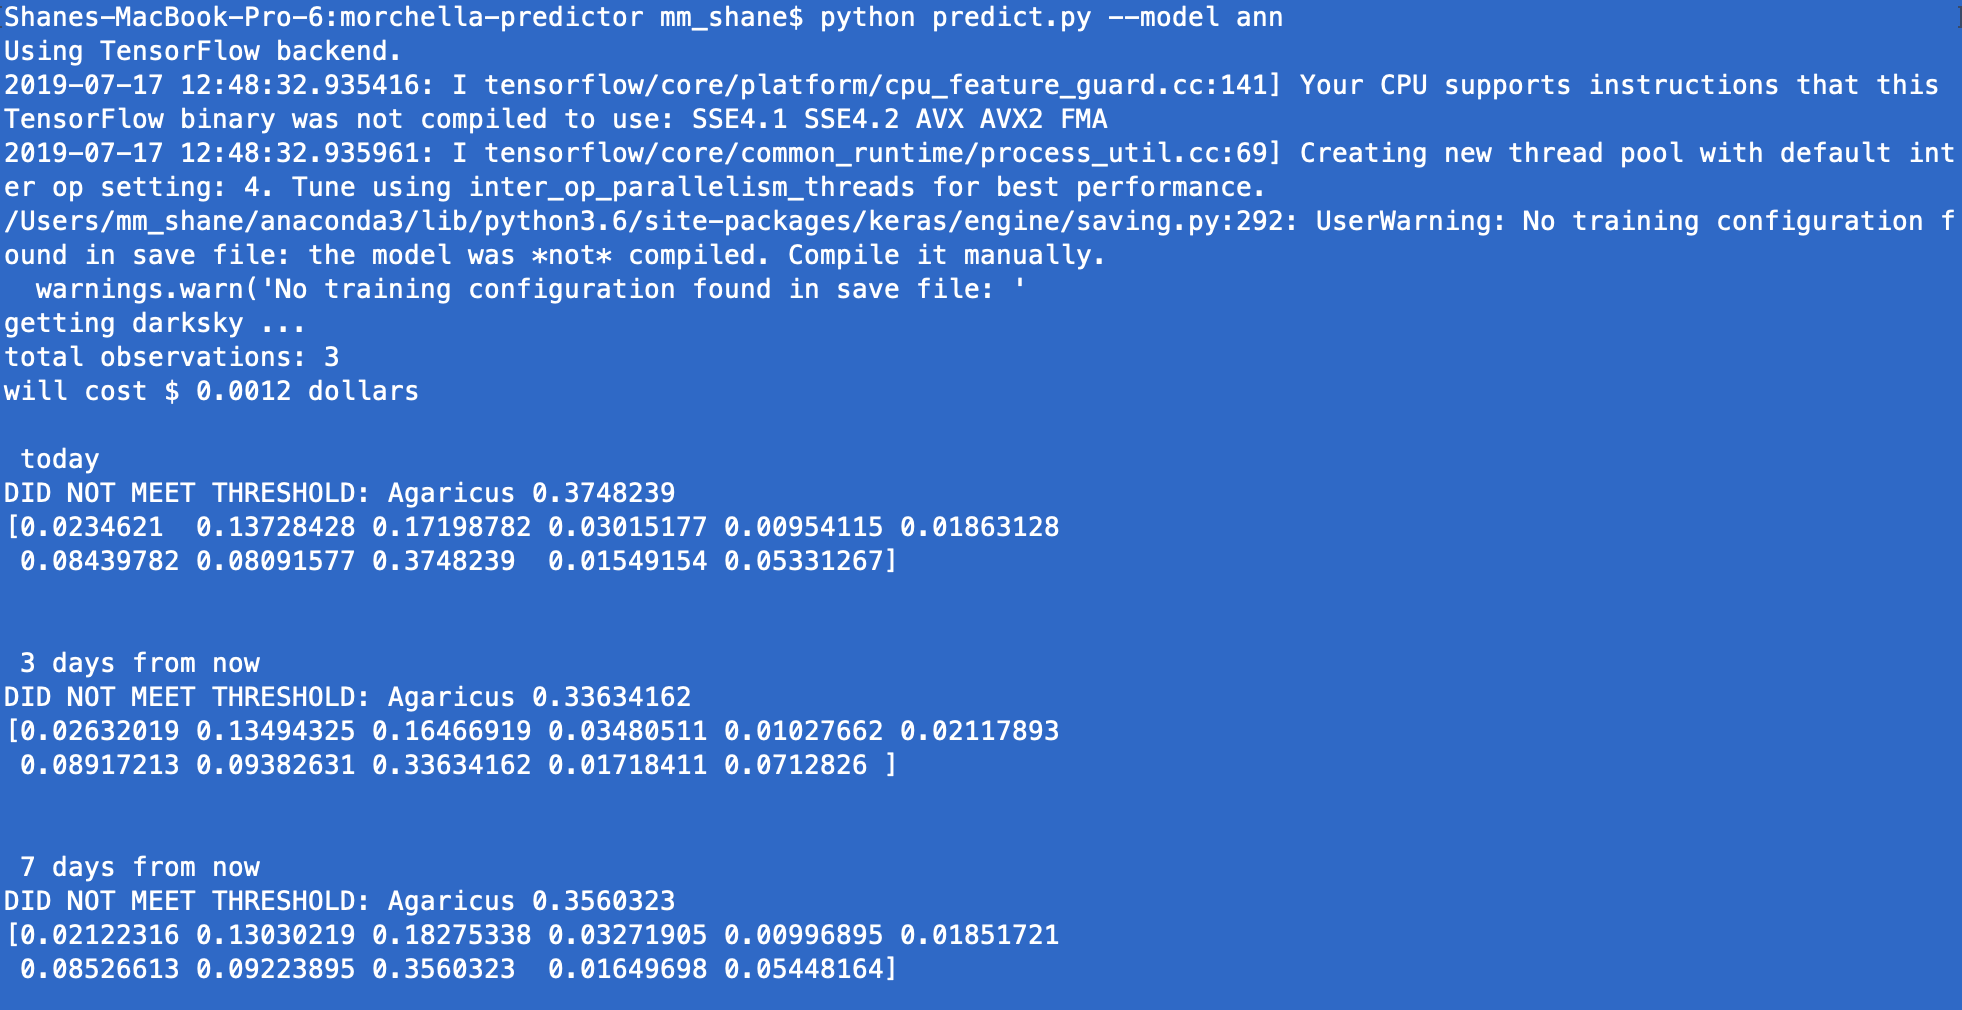 Shanes-MacBook-Pro-6:morchella-predictor mm_shane$ python predict.py --model ann
Using TensorFlow backend.
2019-07-17 12:48:32.935416: I tensorflow/core/platform/cpu_feature_guard.cc:141] Your CPU supports instructions that this
TensorFlow binary was not compiled to use: SSE4.1 SSE4.2 AVX AVX2 FMA
2019-07-17 12:48:32.935961: I tensorflow/core/common_runtime/process_util.cc:69] Creating new thread pool with default int
er op setting: 4. Tune using inter_op_parallelism_threads for best performance.
/Users/mm_shane/anaconda3/lib/python3.6/site-packages/keras/engine/saving.py:292: UserWarning: No training configuration f
ound in save file: the model was *not* compiled. Compile it manually.
  warnings.warn('No training configuration found in save file: '
getting darksky ...
total observations: 3
will cost $ 0.0012 dollars
 today
DID NOT MEET THRESHOLD: Agaricus 0.3748239
[0.0234621  0.13728428 0.17198782 0.03015177 0.00954115 0.01863128
 0.08439782 0.08091577 0.3748239  0.01549154 0.05331267]
 3 days from now
DID NOT MEET THRESHOLD: Agaricus 0.33634162
[0.02632019 0.13494325 0.16466919 0.03480511 0.01027662 0.02117893
 0.08917213 0.09382631 0.33634162 0.01718411 0.0712826 ]
 7 days from now
DID NOT MEET THRESHOLD: Agaricus 0.3560323
[0.02122316 0.13030219 0.18275338 0.03271905 0.00996895 0.01851721
 0.08526613 0.09223895 0.3560323  0.01649698 0.05448164]